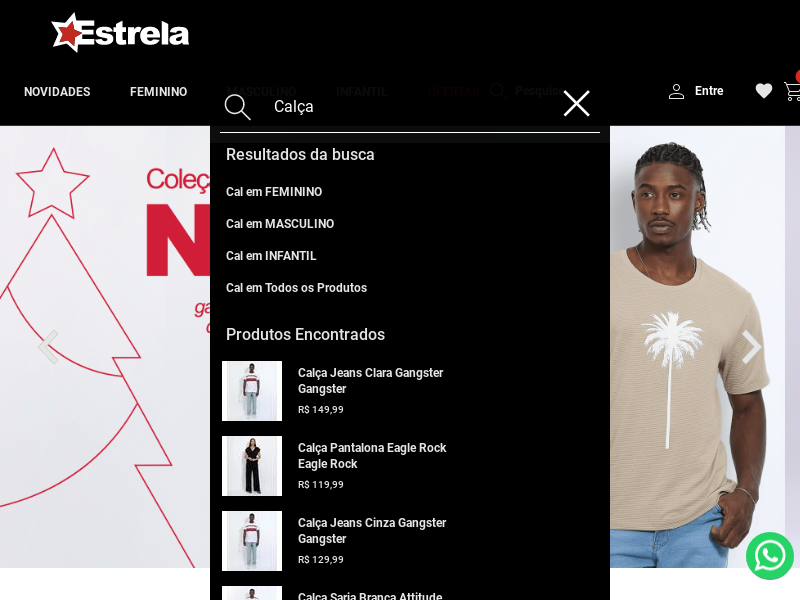 Estrela
NOVIDADES
FEMININO
MASCULINO
INFANTIL
OFERTAS
Pesquise
Entre
Calça
Resultados da busca
Cal em FEMININO
Cal em MASCULINO
Cal em INFANTIL
Cal em Todos os Produtos
Produtos Encontrados
Calça Jeans Clara Gangster
Gangster
R$ 149,99
Calça Pantalona Eagle Rock
Eagle Rock
R$ 119,99
Calça Jeans Cinza Gangster
Gangster
R$ 129,99
Calça Sarja Branca Attitude
Coleç
N
ga